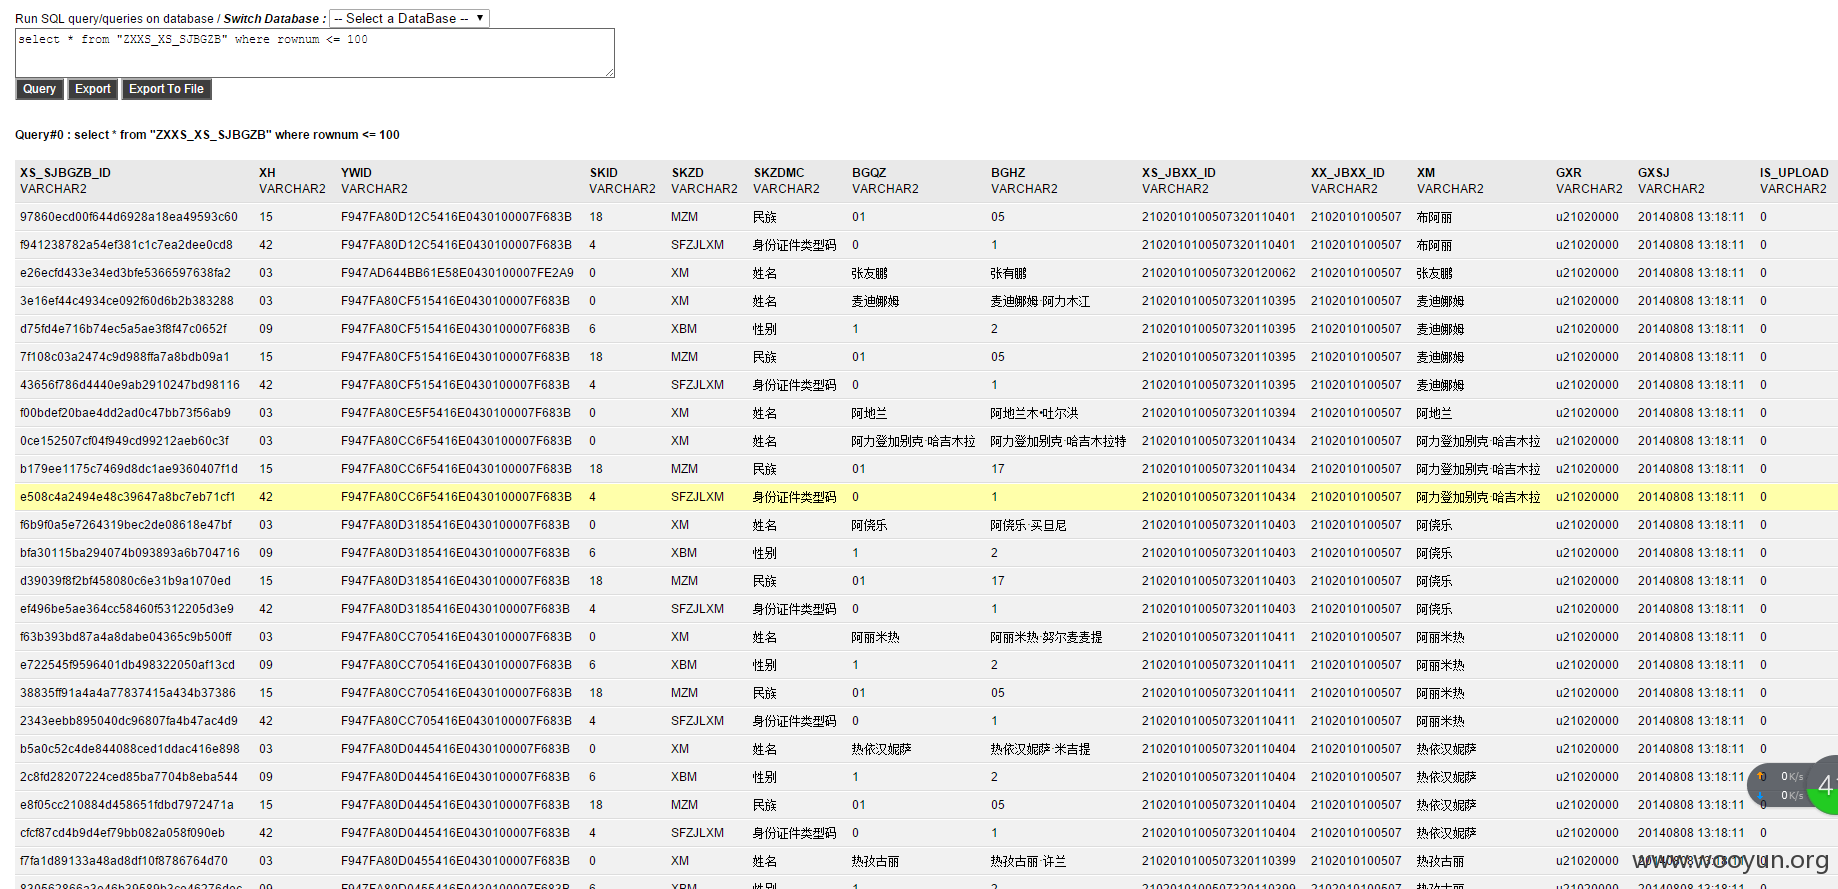 Run SQL query/queries on database / Switch Database : -- Select a DataBase --
select * from "ZXXS_XS_SJBGZB" where rownum <= 100
Query Export Export To File
Query#0 : select * from "ZXXS_XS_SJBGZB" where rownum <= 100
XS_SJBGZB_ID XH YWID SKID SKZD SKZDMC BGQZ BGHZ XS_JBXX_ID XX_JBXX_ID XM GXR GXSJ IS_UPLOAD
VARCHAR2 VARCHAR2 VARCHAR2 VARCHAR2 VARCHAR2 VARCHAR2 VARCHAR2 VARCHAR2 VARCHAR2 VARCHAR2 VARCHAR2 VARCHAR2 VARCHAR2 VARCHAR2
97860ecd00f644d6928a18ea49593c60 15 F947FA80D12C5416E0430100007F683B 18 MZM 民族 01 05 2102010100507320110401 2102010100507 布阿丽 u21020000 20140808 13:18:11 0
f941238782a54ef381c1c7ea2dee0cd8 42 F947FA80D12C5416E0430100007F683B 4 SFZJLXM 身份证件类型码 0 1 2102010100507320110401 2102010100507 布阿丽 u21020000 20140808 13:18:11 0
e26ecfd433e34ed3bfe5366597638fa2 03 F947AD644BB61E58E0430100007FE2A9 0 XM 姓名 张友鹏 张有鹏 2102010100507320120062 2102010100507 张友鹏 u21020000 20140808 13:18:11 0
3e16ef44c4934ce092f60d6b2b383288 03 F947FA80CF515416E0430100007F683B 0 XM 姓名 麦迪娜姆 麦迪娜姆·阿力木江 2102010100507320110395 2102010100507 麦迪娜姆 u21020000 20140808 13:18:11 0
d75fd4e716b74ec5a5ae3f8f47c0652f 09 F947FA80CF515416E0430100007F683B 6 XBM 性别 1 2 2102010100507320110395 2102010100507 麦迪娜姆 u21020000 20140808 13:18:11 0
7f108c03a2474c9d988ffa7a8bdb09a1 15 F947FA80CF515416E0430100007F683B 18 MZM 民族 01 05 2102010100507320110395 2102010100507 麦迪娜姆 u21020000 20140808 13:18:11 0
43656f786d4440e9ab2910247bd98116 42 F947FA80CF515416E0430100007F683B 4 SFZJLXM 身份证件类型码 0 1 2102010100507320110395 2102010100507 麦迪娜姆 u21020000 20140808 13:18:11 0
f00bdef20bae4dd2ad0c47bb73f56ab9 03 F947FA80CE5F5416E0430100007F683B 0 XM 姓名 阿地兰 阿地兰木•吐尔洪 2102010100507320110394 2102010100507 阿地兰 u21020000 20140808 13:18:11 0
0ce152507cf04f949cd99212aeb60c3f 03 F947FA80CC6F5416E0430100007F683B 0 XM 姓名 阿力登加别克·哈吉木拉 阿力登加别克·哈吉木拉特 2102010100507320110434 2102010100507 阿力登加别克·哈吉木拉 u21020000 20140808 13:18:11 0
b179ee1175c7469d8dc1ae9360407f1d 15 F947FA80CC6F5416E0430100007F683B 18 MZM 民族 01 17 2102010100507320110434 2102010100507 阿力登加别克·哈吉木拉 u21020000 20140808 13:18:11 0
e508c4a2494e48c39647a8bc7eb71cf1 42 F947FA80CC6F5416E0430100007F683B 4 SFZJLXM 身份证件类型码 0 1 2102010100507320110434 2102010100507 阿力登加别克·哈吉木拉 u21020000 20140808 13:18:11 0
f6b9f0a5e7264319bec2de08618e47bf 03 F947FA80D3185416E0430100007F683B 0 XM 姓名 阿侥乐 阿侥乐·买旦尼 2102010100507320110403 2102010100507 阿侥乐 u21020000 20140808 13:18:11 0
bfa30115ba294074b093893a6b704716 09 F947FA80D3185416E0430100007F683B 6 XBM 性别 1 2 2102010100507320110403 2102010100507 阿侥乐 u21020000 20140808 13:18:11 0
d39039f8f2bf458080c6e31b9a1070ed 15 F947FA80D3185416E0430100007F683B 18 MZM 民族 01 17 2102010100507320110403 2102010100507 阿侥乐 u21020000 20140808 13:18:11 0
ef496be5ae364cc58460f5312205d3e9 42 F947FA80D3185416E0430100007F683B 4 SFZJLXM 身份证件类型码 0 1 2102010100507320110403 2102010100507 阿侥乐 u21020000 20140808 13:18:11 0
f63b393bd87a4a8dabe04365c9b500ff 03 F947FA80CC705416E0430100007F683B 0 XM 姓名 阿丽米热 阿丽米热·努尔麦麦提 2102010100507320110411 2102010100507 阿丽米热 u21020000 20140808 13:18:11 0
e722545f9596401db498322050af13cd 09 F947FA80CC705416E0430100007F683B 6 XBM 性别 1 2 2102010100507320110411 2102010100507 阿丽米热 u21020000 20140808 13:18:11 0
38835ff91a4a4a77837415a434b37386 15 F947FA80CC705416E0430100007F683B 18 MZM 民族 01 05 2102010100507320110411 2102010100507 阿丽米热 u21020000 20140808 13:18:11 0
2343eebb895040dc96807fa4b47ac4d9 42 F947FA80CC705416E0430100007F683B 4 SFZJLXM 身份证件类型码 0 1 2102010100507320110411 2102010100507 阿丽米热 u21020000 20140808 13:18:11 0
b5a0c52c4de844088ced1ddac416e898 03 F947FA80D0445416E0430100007F683B 0 XM 姓名 热依汉妮萨 热依汉妮萨·米吉提 2102010100507320110404 2102010100507 热依汉妮萨 u21020000 20140808 13:18:11 0
2c8fd28207224ced85ba7704b8eba544 09 F947FA80D0445416E0430100007F683B 6 XBM 性别 1 2 2102010100507320110404 2102010100507 热依汉妮萨 u21020000 20140808 13:18:11 0 0K/s
e8f05cc210884d458651fdbd7972471a 15 F947FA80D0445416E0430100007F683B 18 MZM 民族 01 05 2102010100507320110404 2102010100507 热依汉妮萨 u21020000 20140808 13:18:11 0 0K/s
cfcf87cd4b9d4ef79bb082a058f090eb 42 F947FA80D0445416E0430100007F683B 4 SFZJLXM 身份证件类型码 0 1 2102010100507320110404 2102010100507 热依汉妮萨 u21020000 20140808 13:18:11 0
f7fa1d89133a48ad8df10f8786764d70 03 F947FA80D0455416E0430100007F683B 0 XM 姓名 热孜古丽 热孜古丽·许兰 2102010100507320110399 2102010100507 热孜古丽 u21020000 20140808 13:18:11 0
www.wooyun.org